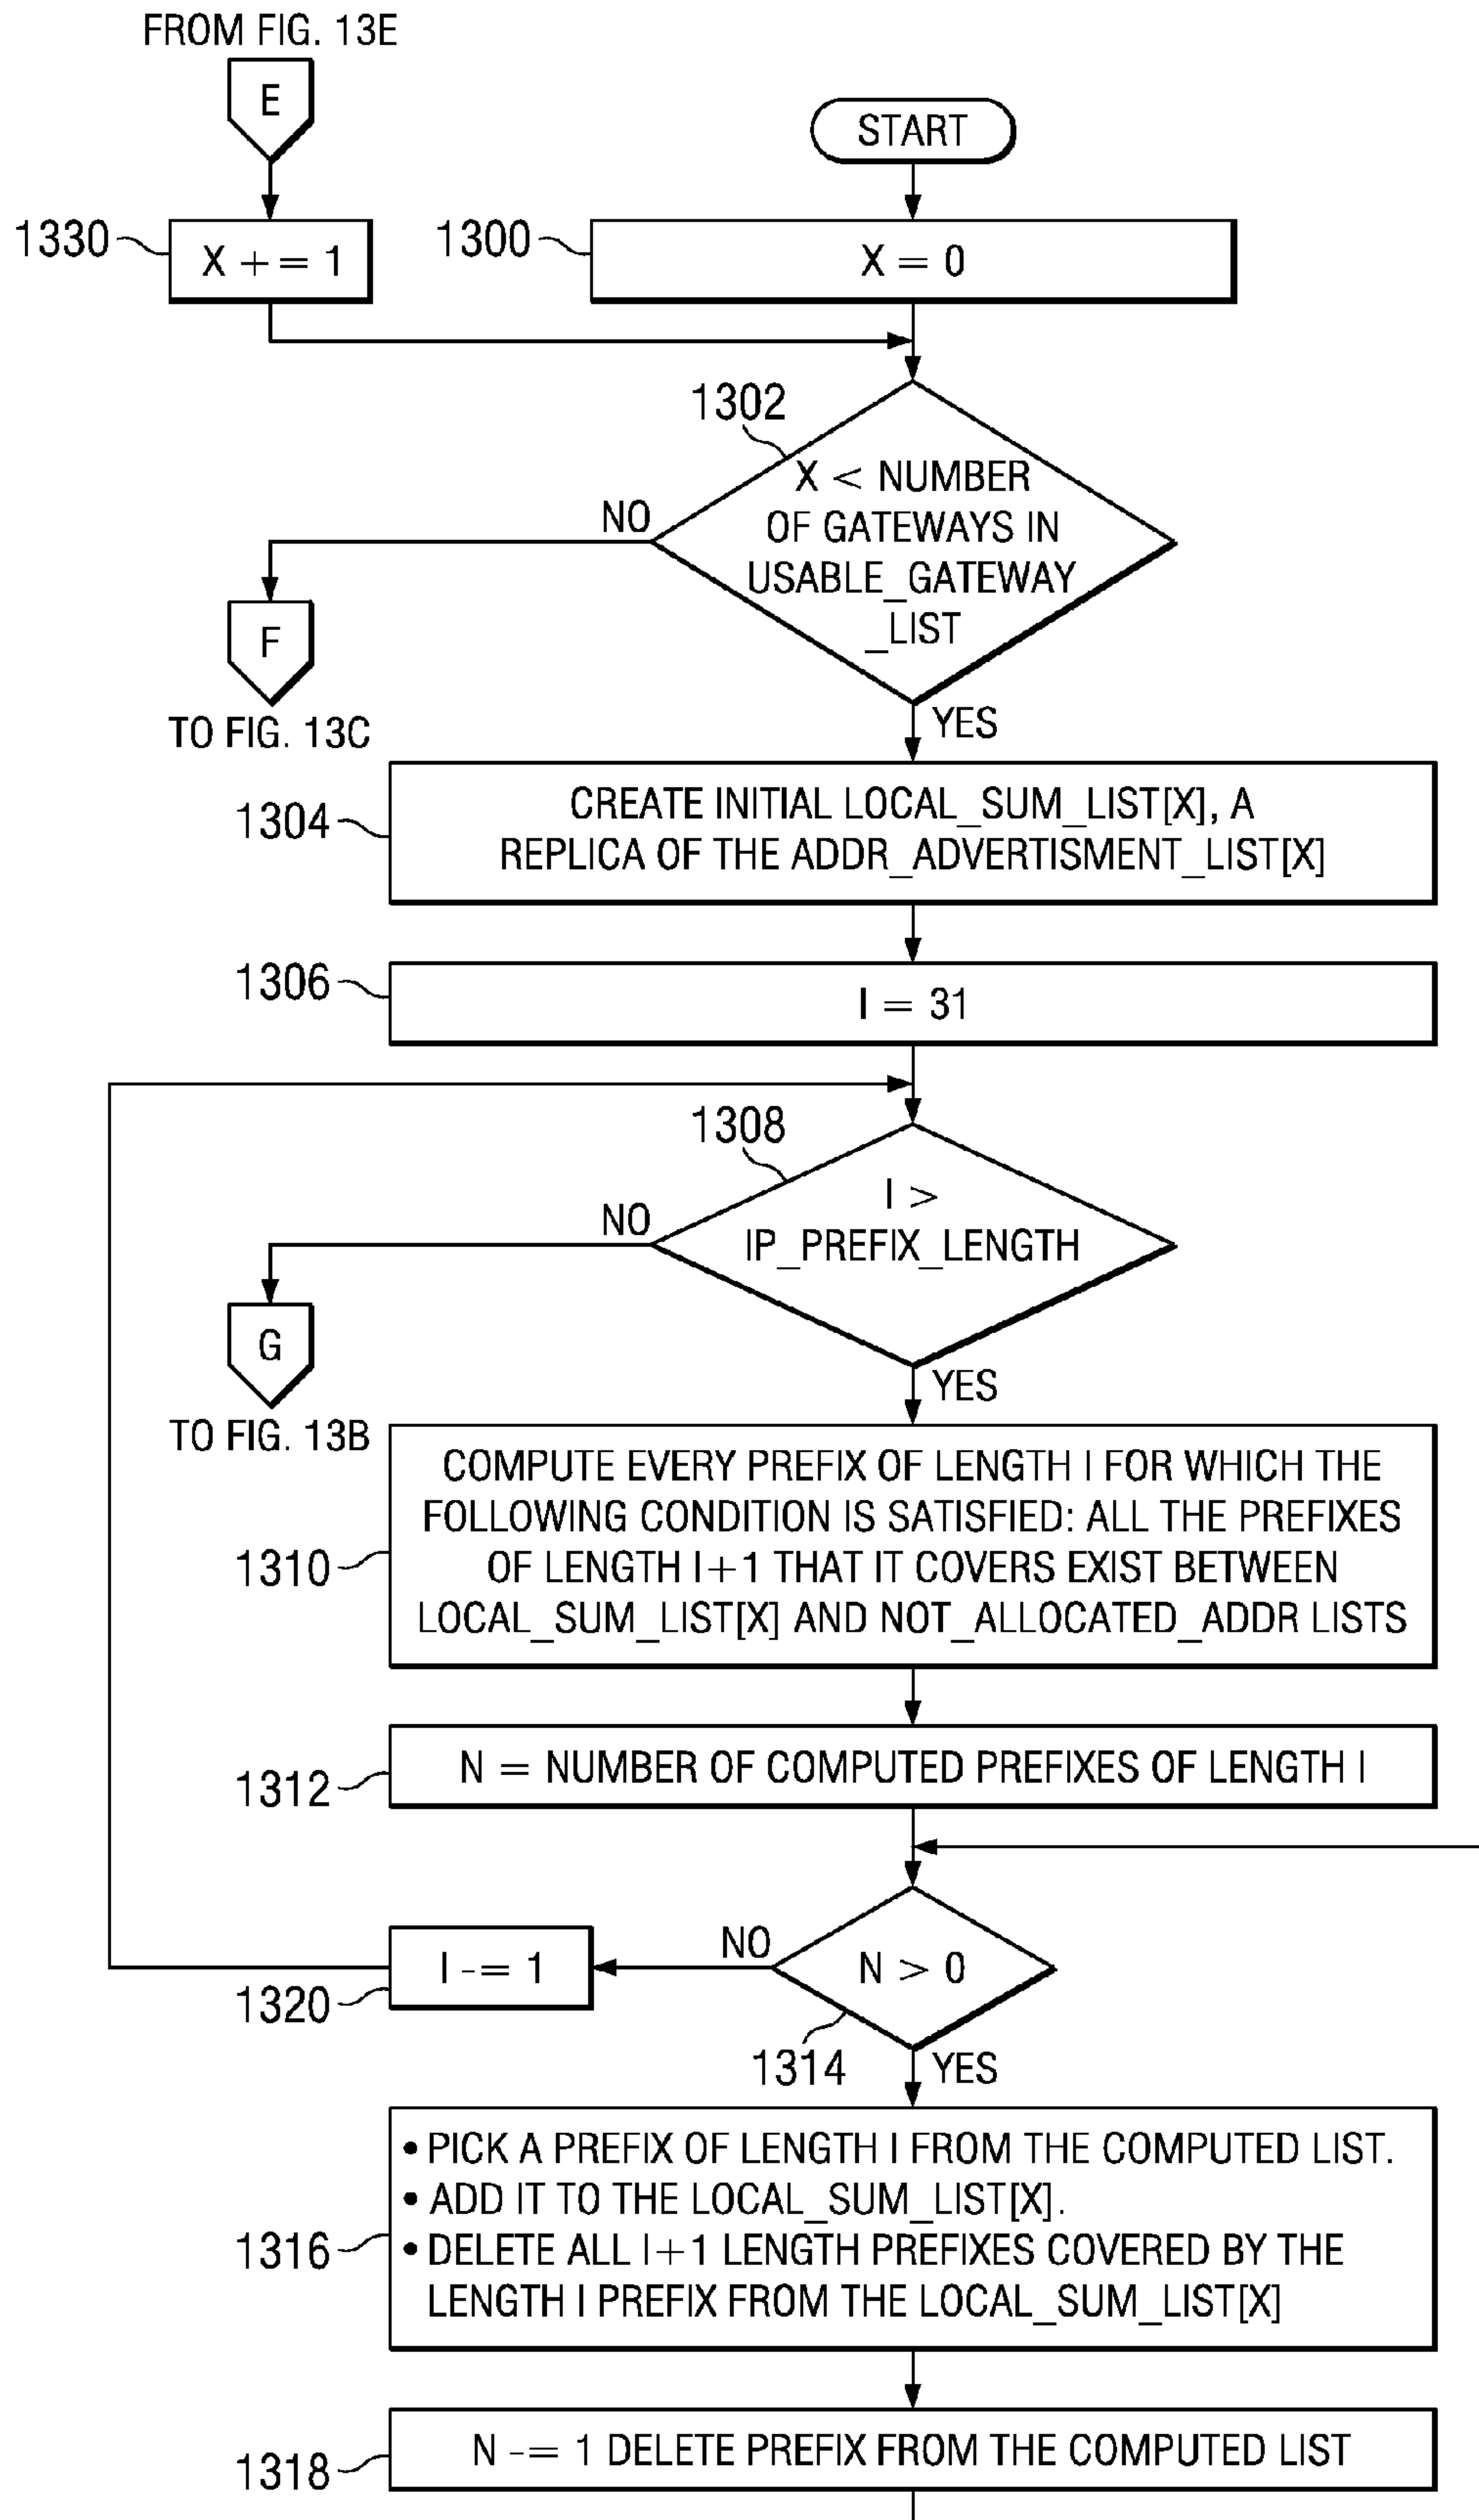 FROM FIG. 13E
E
START
1330
X + = 1
1300
X = 0
1302
X < NUMBER
OF GATEWAYS IN
USABLE_GATEWAY
_LIST
NO
F
TO FIG. 13C
YES
1304
CREATE INITIAL LOCAL_SUM_LIST[X], A
REPLICA OF THE ADDR_ADVERTISMENT_LIST[X]
1306
I = 31
1308
I >
IP_PREFIX_LENGTH
NO
G
TO FIG. 13B
YES
1310
COMPUTE EVERY PREFIX OF LENGTH I FOR WHICH THE
FOLLOWING CONDITION IS SATISFIED: ALL THE PREFIXES
OF LENGTH I+1 THAT IT COVERS EXIST BETWEEN
LOCAL_SUM_LIST[X] AND NOT_ALLOCATED_ADDR LISTS
1312
N = NUMBER OF COMPUTED PREFIXES OF LENGTH I
I -= 1
1320
NO
N > 0
1314
YES
1316
• PICK A PREFIX OF LENGTH I FROM THE COMPUTED LIST.
• ADD IT TO THE LOCAL_SUM_LIST[X].
• DELETE ALL I+1 LENGTH PREFIXES COVERED BY THE
LENGTH I PREFIX FROM THE LOCAL_SUM_LIST[X]
1318
N -= 1 DELETE PREFIX FROM THE COMPUTED LIST